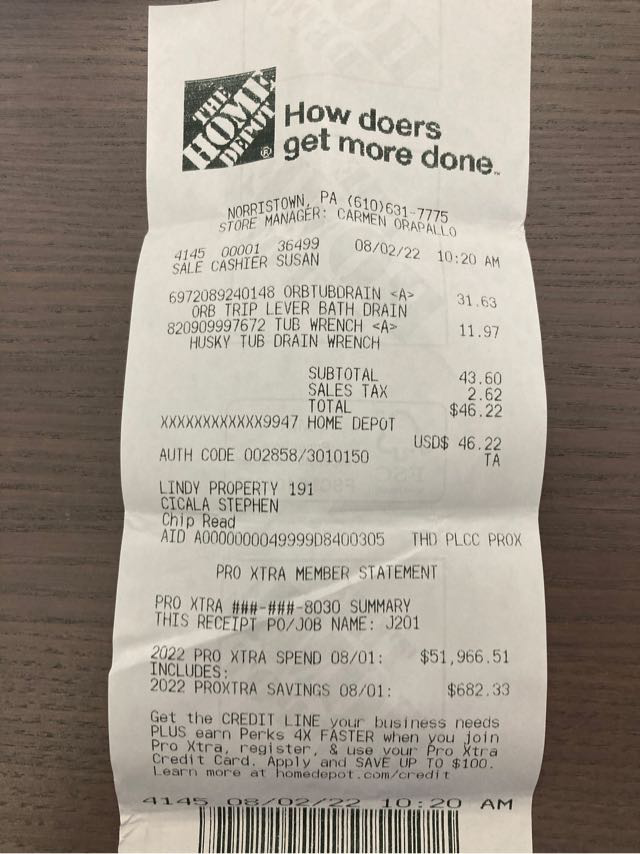 THE
HOME
DEPOT
®
How doers
get more done™
NORRISTOWN, PA (610)631-7775
STORE MANAGER: CARMEN ORAPALLO
4145 00001 36499 08/02/22 10:20 AM
SALE CASHIER SUSAN
6972089240148 ORBTUBDRAIN <A> 31.63
ORB TRIP LEVER BATH DRAIN
820909997672 TUB WRENCH <A> 11.97
HUSKY TUB DRAIN WRENCH
SUBTOTAL 43.60
SALES TAX 2.62
TOTAL $46.22
XXXXXXXXXXXX9947 HOME DEPOT
USD$ 46.22
AUTH CODE 002858/3010150 TA
LINDY PROPERTY 191
CICALA STEPHEN
Chip Read
AID A0000000049999D8400305 THD PLCC PROX
PRO XTRA MEMBER STATEMENT
PRO XTRA ###-###-8030 SUMMARY
THIS RECEIPT PO/JOB NAME: J201
2022 PRO XTRA SPEND 08/01: $51,966.51
INCLUDES:
2022 PROXTRA SAVINGS 08/01: $682.33
Get the CREDIT LINE your business needs
PLUS earn Perks 4X FASTER when you join
Pro Xtra, register, & use your Pro Xtra
Credit Card. Apply and SAVE UP TO $100.
Learn more at homedepot.com/credit
4145 08/02/22 10:20 AM